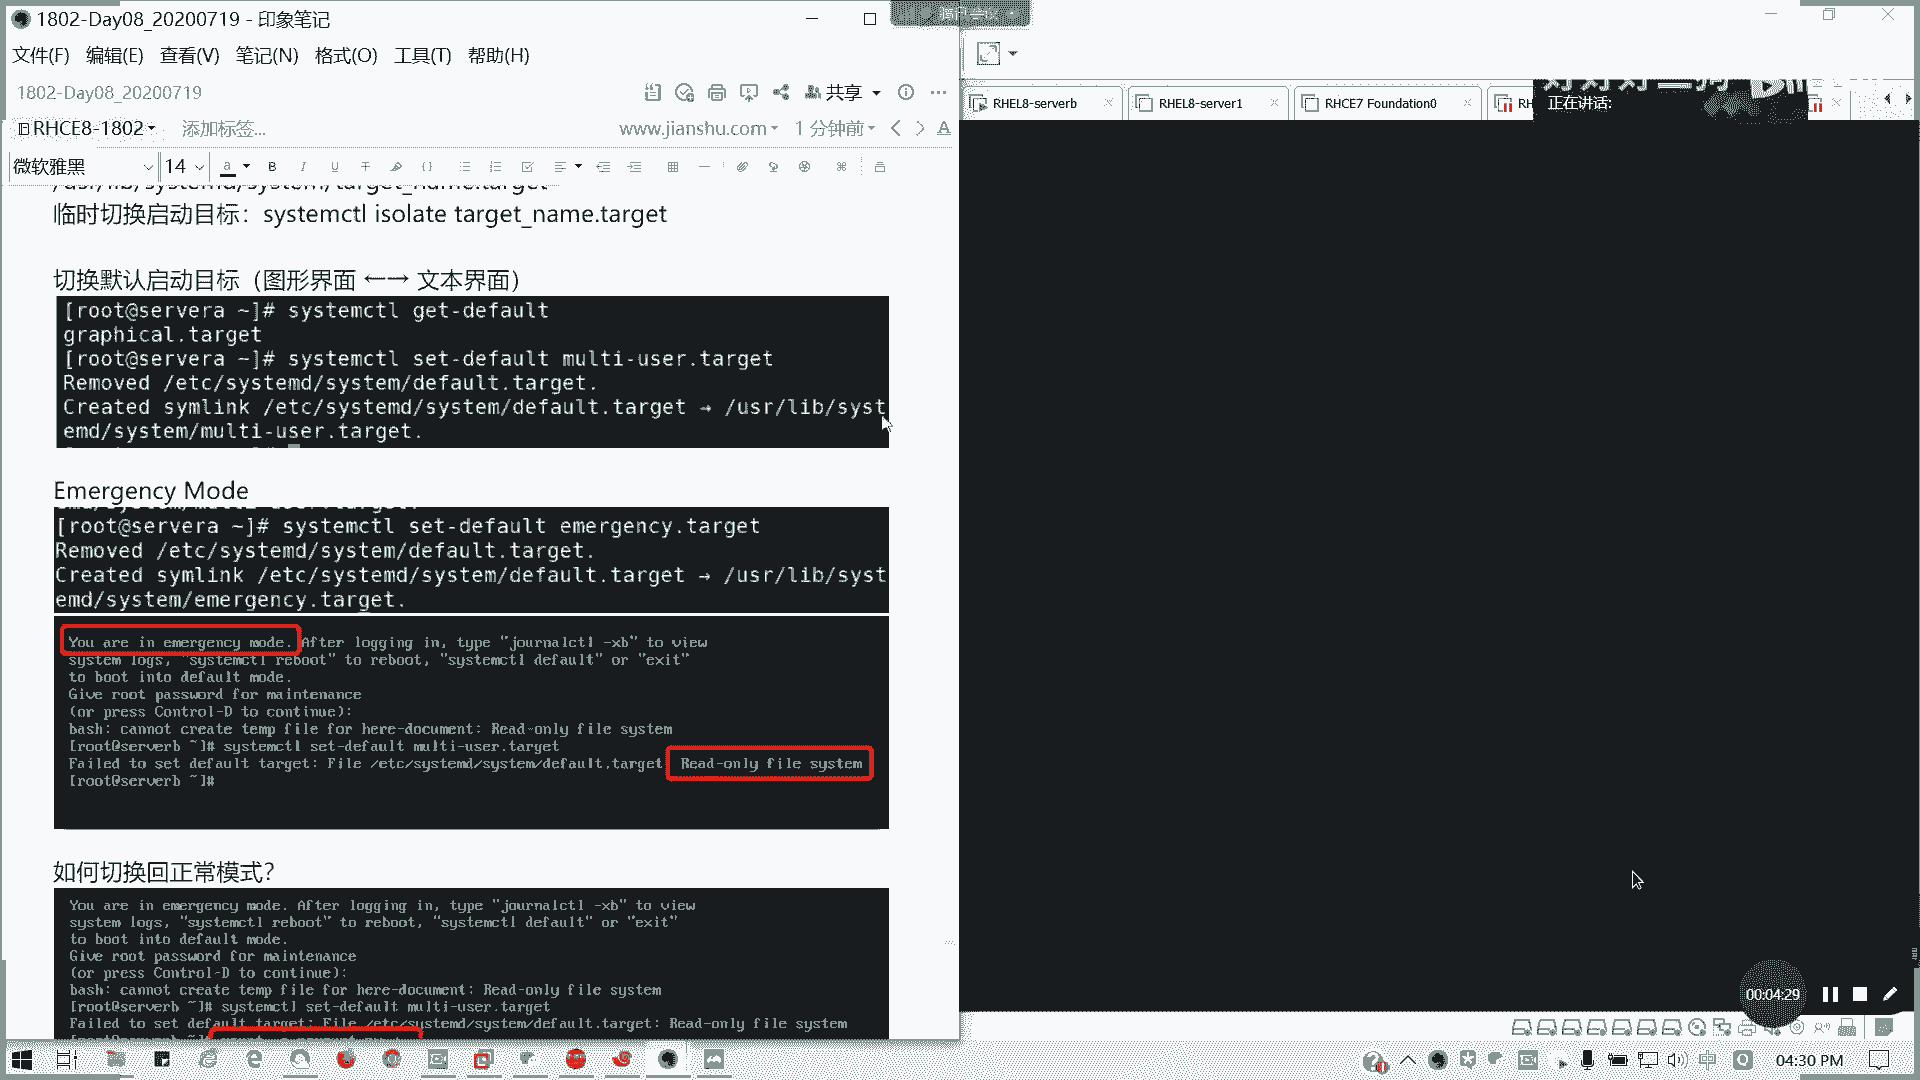 1802-Day08_20200719 - 印象笔记
文件(F) 编辑(E) 查看(V) 笔记(N) 格式(O) 工具(T) 帮助(H)
1802-Day08_20200719
共享
RHCE8-1802
添加标签...
www.jianshu.com
1 分钟前
微软雅黑
14
RHEL8-serverb
RHEL8-server1
RHCE7 Foundation0
RH
正在讲话:
/usr/lib/systemd/system/target_name.target
临时切换启动目标：systemctl isolate target_name.target
切换默认启动目标（图形界面 ←→ 文本界面）
[root@servera ~]# systemctl get-default
graphical.target
[root@servera ~]# systemctl set-default multi-user.target
Removed /etc/systemd/system/default.target.
Created symlink /etc/systemd/system/default.target → /usr/lib/syst
emd/system/multi-user.target.
Emergency Mode
[root@servera ~]# systemctl set-default emergency.target
Removed /etc/systemd/system/default.target.
Created symlink /etc/systemd/system/default.target → /usr/lib/syst
emd/system/emergency.target.
You are in emergency mode. After logging in, type "journalctl -xb" to view
system logs, "systemctl reboot" to reboot, "systemctl default" or "exit"
to boot into default mode.
Give root password for maintenance
(or press Control-D to continue):
bash: cannot create temp file for here-document: Read-only file system
[root@serverb ~]# systemctl set-default multi-user.target
Failed to set default target: File /etc/systemd/system/default.target Read-only file system
[root@serverb ~]#
如何切换回正常模式？
You are in emergency mode. After logging in, type "journalctl -xb" to view
system logs, "systemctl reboot" to reboot, "systemctl default" or "exit"
to boot into default mode.
Give root password for maintenance
(or press Control-D to continue):
bash: cannot create temp file for here-document: Read-only file system
[root@serverb ~]# systemctl set-default multi-user.target
Failed to set default target: File /etc/systemd/system/default.target: Read-only file system
00:04:29
中
04:30 PM